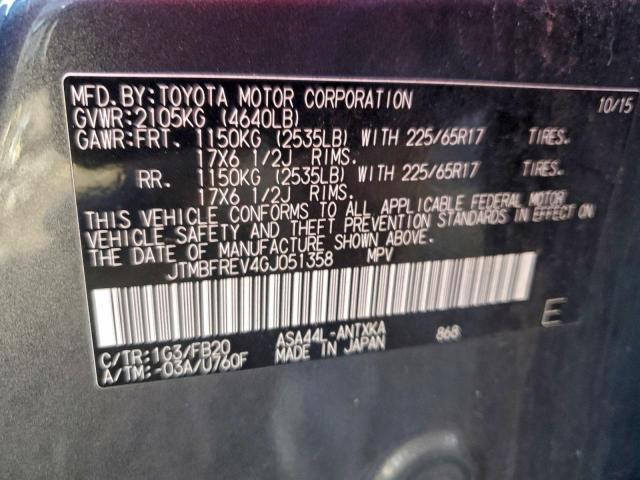 MFD. BY: TOYOTA MOTOR CORPORATION 10/15
GVWR: 2105KG (4640LB)
GAWR: FRT. 1150KG (2535LB) WITH 225/65R17 TIRES.
17X6 1/2J RIMS.
RR. 1150KG (2535LB) WITH 225/65R17 TIRES.
17X6 1/2J RIMS.
THIS VEHICLE CONFORMS TO ALL APPLICABLE FEDERAL MOTOR
VEHICLE SAFETY AND THEFT PREVENTION STANDARDS IN EFFECT ON
THE DATE OF MANUFACTURE SHOWN ABOVE.
JTMBFREV4GJ051358 MPV
E
C/TR: 1G3/FB20 ASA44L-ANTXKA 868
A/TM: -03A/U760F MADE IN JAPAN